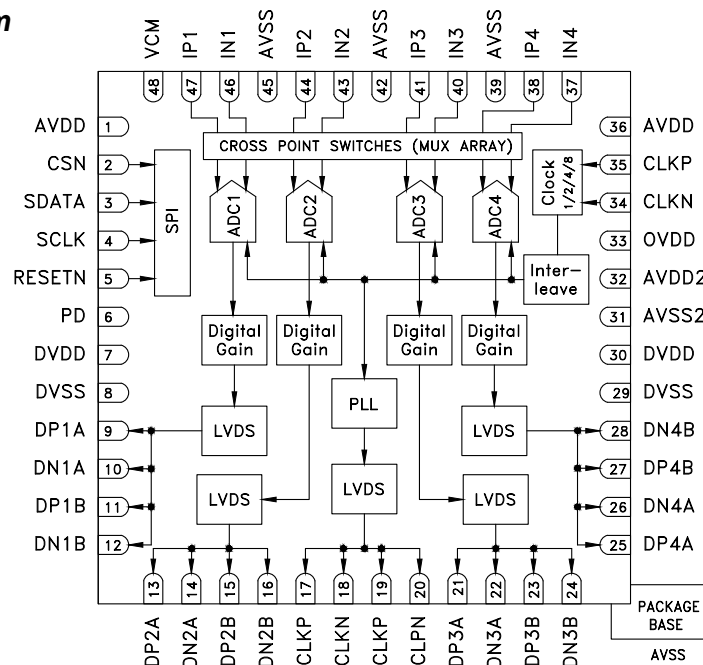 m
VCM IP1 IN1 AVSS IP2 IN2 AVSS IP3 IN3 AVSS IP4 IN4
48 47 46 45 44 43 42 41 40 39 38 37
CROSS POINT SWITCHES (MUX ARRAY)
AVDD 1
CSN 2
SDATA 3
SCLK 4
RESETN 5
PD 6
DVDD 7
DVSS 8
DP1A 9
DN1A 10
DP1B 11
DN1B 12
SPI
ADC1 ADC2 ADC3 ADC4
Clock
1/2/4/8
Inter-
leave
Digital
Gain
Digital
Gain
Digital
Gain
Digital
Gain
PLL
LVDS
LVDS
LVDS
LVDS
LVDS
36 AVDD
35 CLKP
34 CLKN
33 OVDD
32 AVDD2
31 AVSS2
30 DVDD
29 DVSS
28 DN4B
27 DP4B
26 DN4A
25 DP4A
13 14 15 16 17 18 19 20 21 22 23 24
DP2A DN2A DP2B DN2B CLKP CLKN CLKP CLPN DP3A DN3A DP3B DN3B
PACKAGE
BASE
AVSS